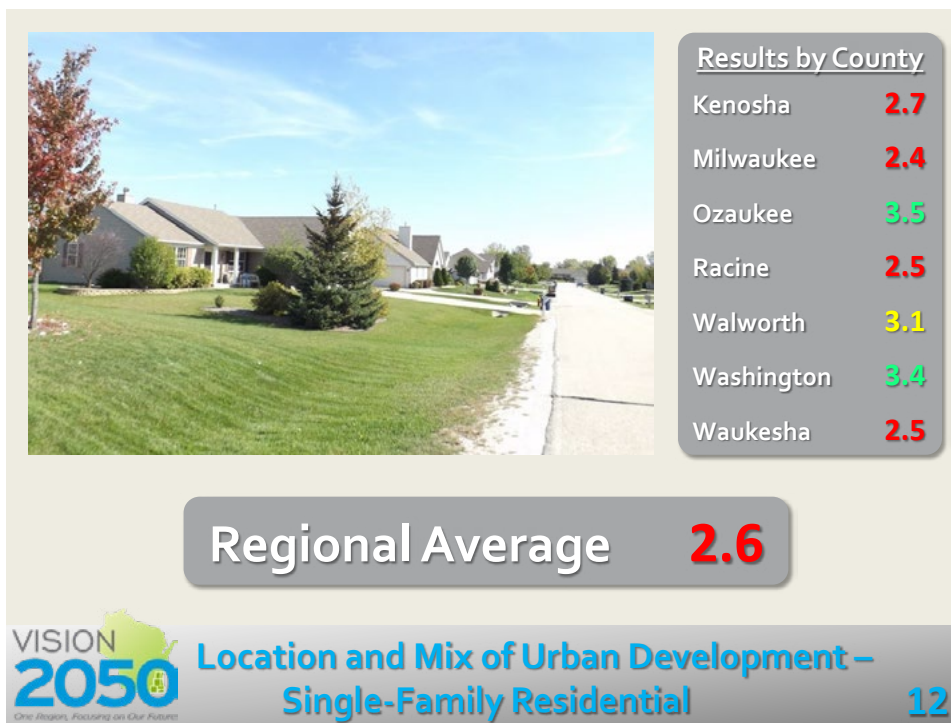 Results by County
Kenosha 2.7
Milwaukee 2.4
Ozaukee 3.5
Racine 2.5
Walworth 3.1
Washington 3.4
Waukesha 2.5
Regional Average 2.6
VISION
2050
One Region, Focusing on Our Future
Location and Mix of Urban Development –
Single-Family Residential
12